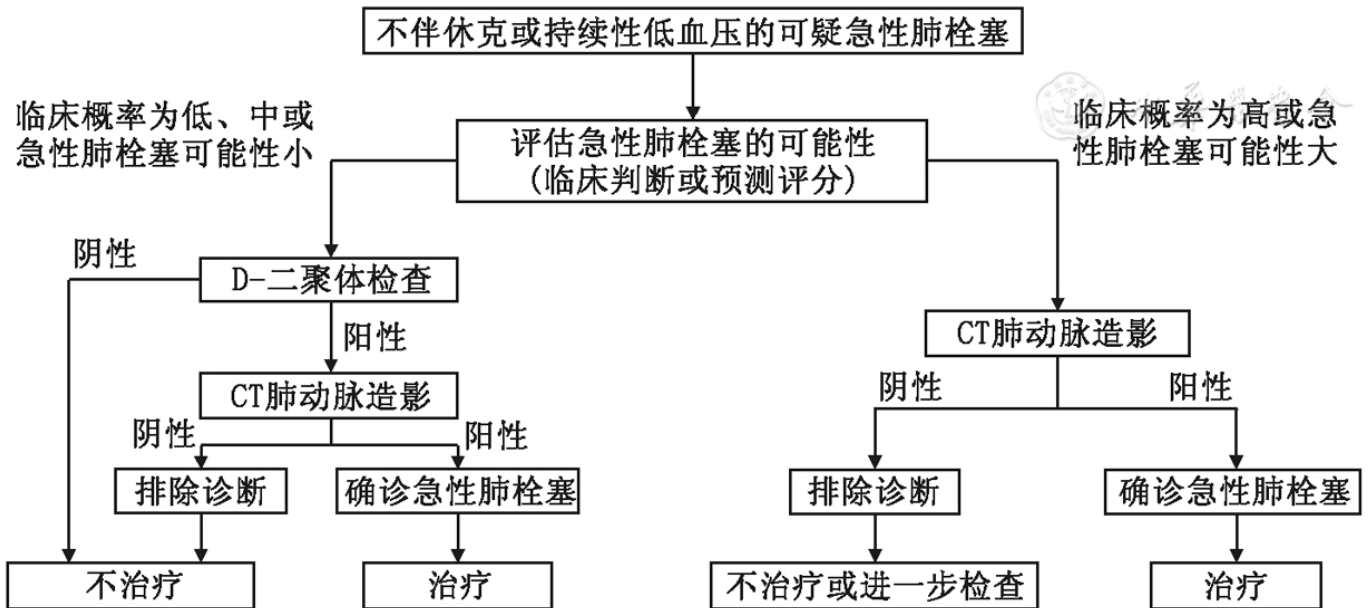 不伴休克或持续性低血压的可疑急性肺栓塞
临床概率为低、中或
急性肺栓塞可能性小
评估急性肺栓塞的可能性
(临床判断或预测评分)
临床概率为高或急
性肺栓塞可能性大
阴性
D-二聚体检查
阳性
CT肺动脉造影
阴性
阳性
排除诊断
确诊急性肺栓塞
不治疗
治疗
CT肺动脉造影
阴性
阳性
排除诊断
确诊急性肺栓塞
不治疗或进一步检查
治疗